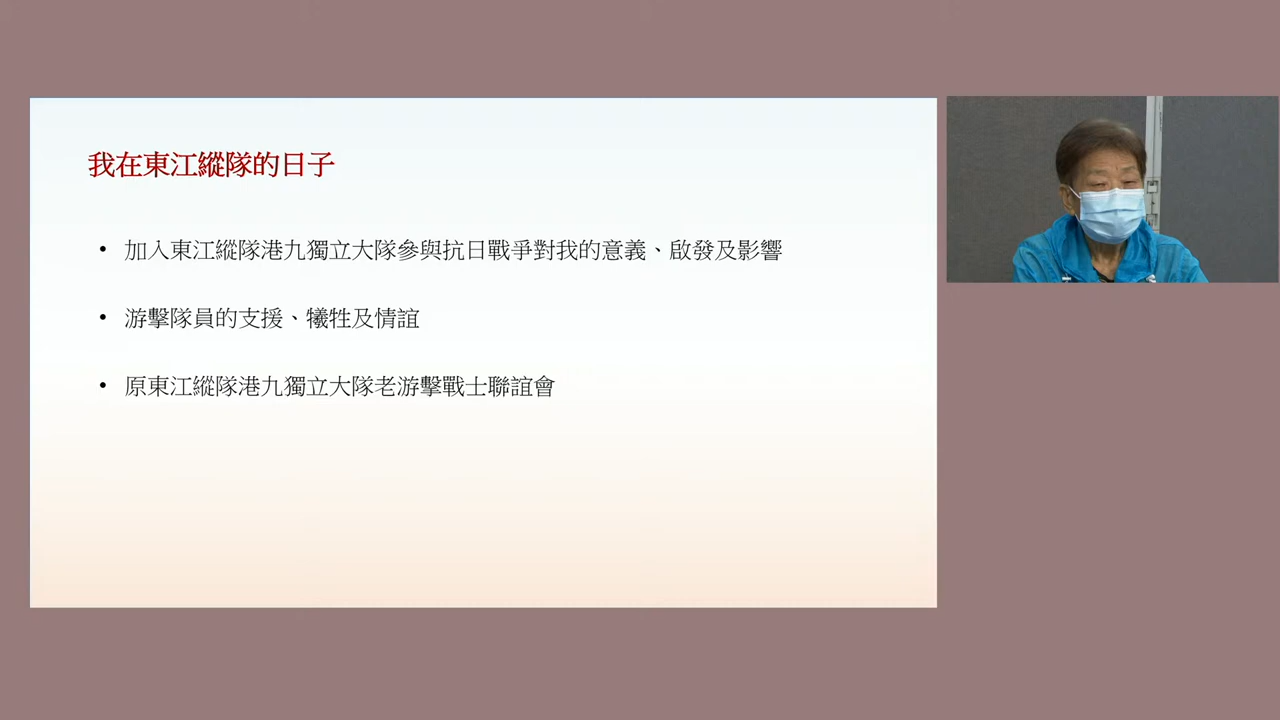 我在東江縱隊的日子
• 加入東江縱隊港九獨立大隊參與抗日戰爭對我的意義、啟發及影響
• 游擊隊員的支援、犧牲及情誼
• 原東江縱隊港九獨立大隊老游擊戰士聯誼會